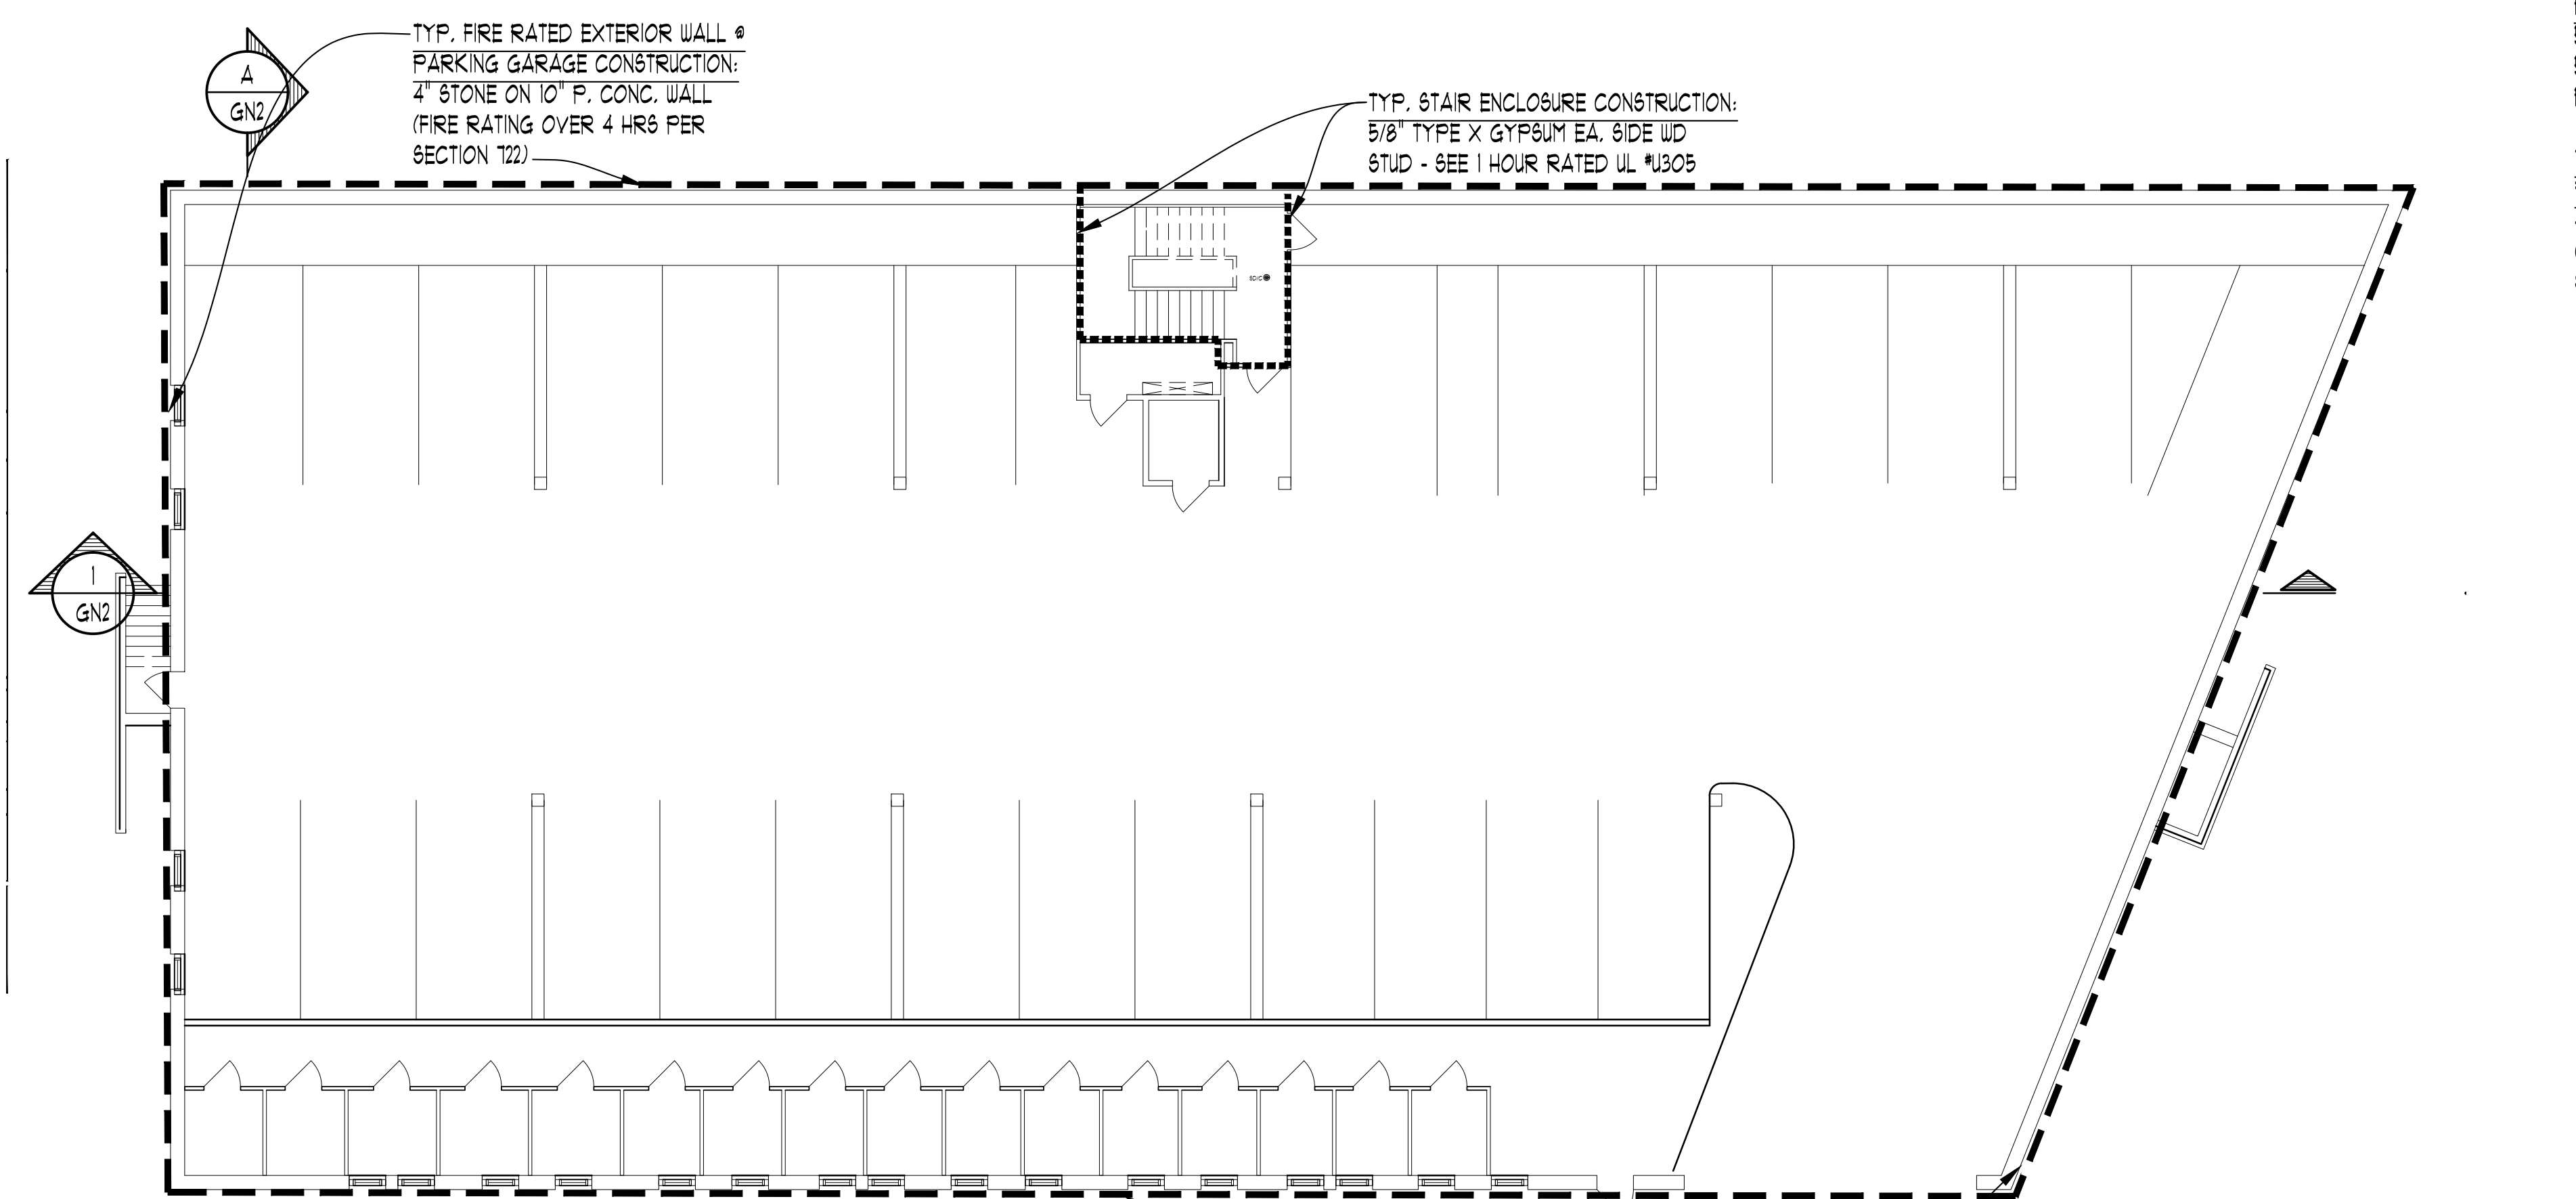 TYP. FIRE RATED EXTERIOR WALL @
PARKING GARAGE CONSTRUCTION:
4" STONE ON 10" P. CONC. WALL
(FIRE RATING OVER 4 HRS PER
SECTION 722)
A
GN2
TYP. STAIR ENCLOSURE CONSTRUCTION:
5/8" TYPE X GYPSUM EA. SIDE WD
STUD - SEE 1 HOUR RATED UL #U305
1
GN2